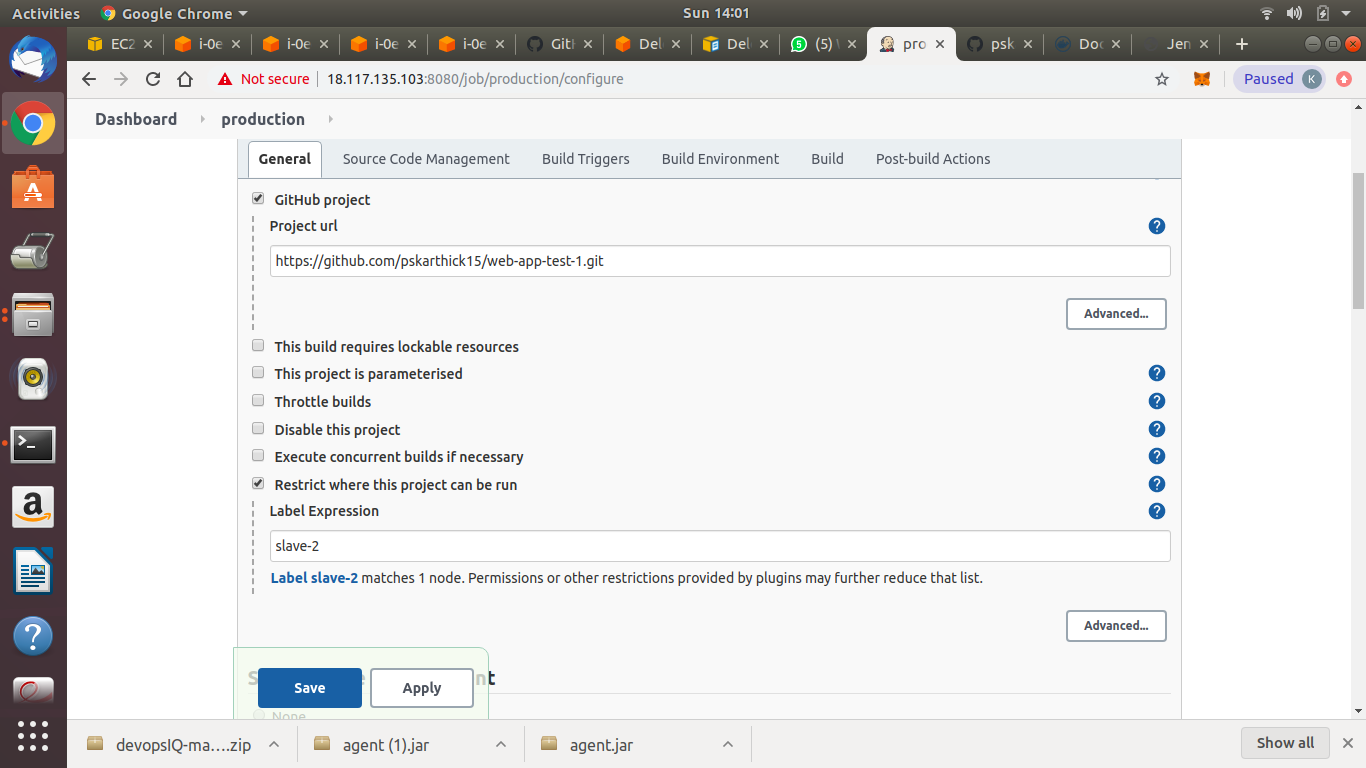 Activities Google Chrome Sun 14:01
EC2 i-0e i-0e i-0e i-0e Git Del Del (5) pro psk Doc Jen
Not secure 18.117.135.103:8080/job/production/configure Paused K
Dashboard production
General Source Code Management Build Triggers Build Environment Build Post-build Actions
GitHub project
Project url
https://github.com/pskarthick15/web-app-test-1.git
Advanced...
This build requires lockable resources
This project is parameterised
Throttle builds
Disable this project
Execute concurrent builds if necessary
Restrict where this project can be run
Label Expression
slave-2
Label slave-2 matches 1 node. Permissions or other restrictions provided by plugins may further reduce that list.
Advanced...
Save Apply
None
devopsIQ-ma....zip agent (1).jar agent.jar Show all